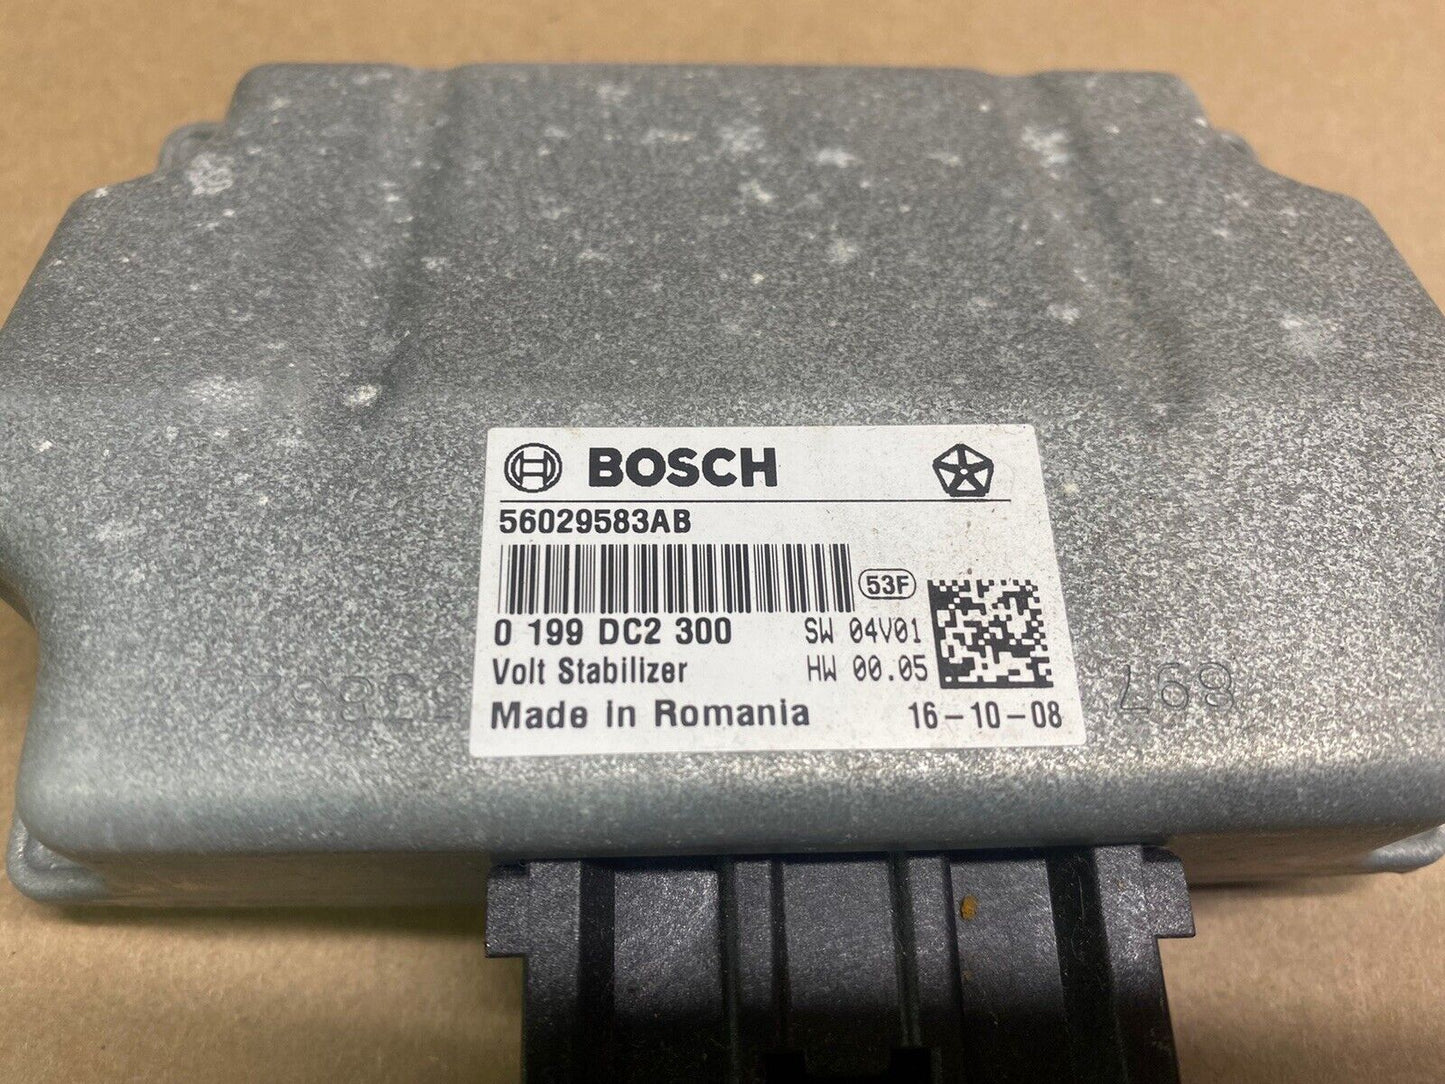 BOSCH
56029583AB
53F
0 199 DC2 300 SW 04V01
Volt Stabilizer HW 00.05
Made in Romania 16-10-08